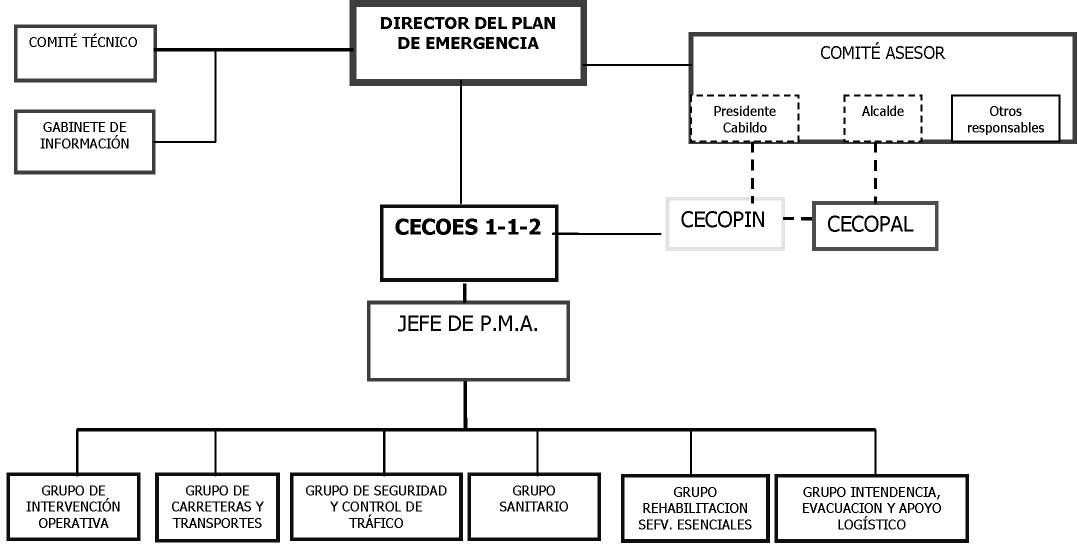 DIRECTOR DEL PLAN
DE EMERGENCIA
COMITÉ TÉCNICO
GABINETE DE
INFORMACIÓN
COMITÉ ASESOR
Presidente
Cabildo
Alcalde
Otros
responsables
CECOES 1-1-2
CECOPIN
CECOPAL
JEFE DE P.M.A.
GRUPO DE
INTERVENCIÓN
OPERATIVA
GRUPO DE
CARRETERAS Y
TRANSPORTES
GRUPO DE SEGURIDAD
Y CONTROL DE
TRÁFICO
GRUPO
SANITARIO
GRUPO
REHABILITACION
SEFV. ESENCIALES
GRUPO INTENDENCIA,
EVACUACION Y APOYO
LOGÍSTICO